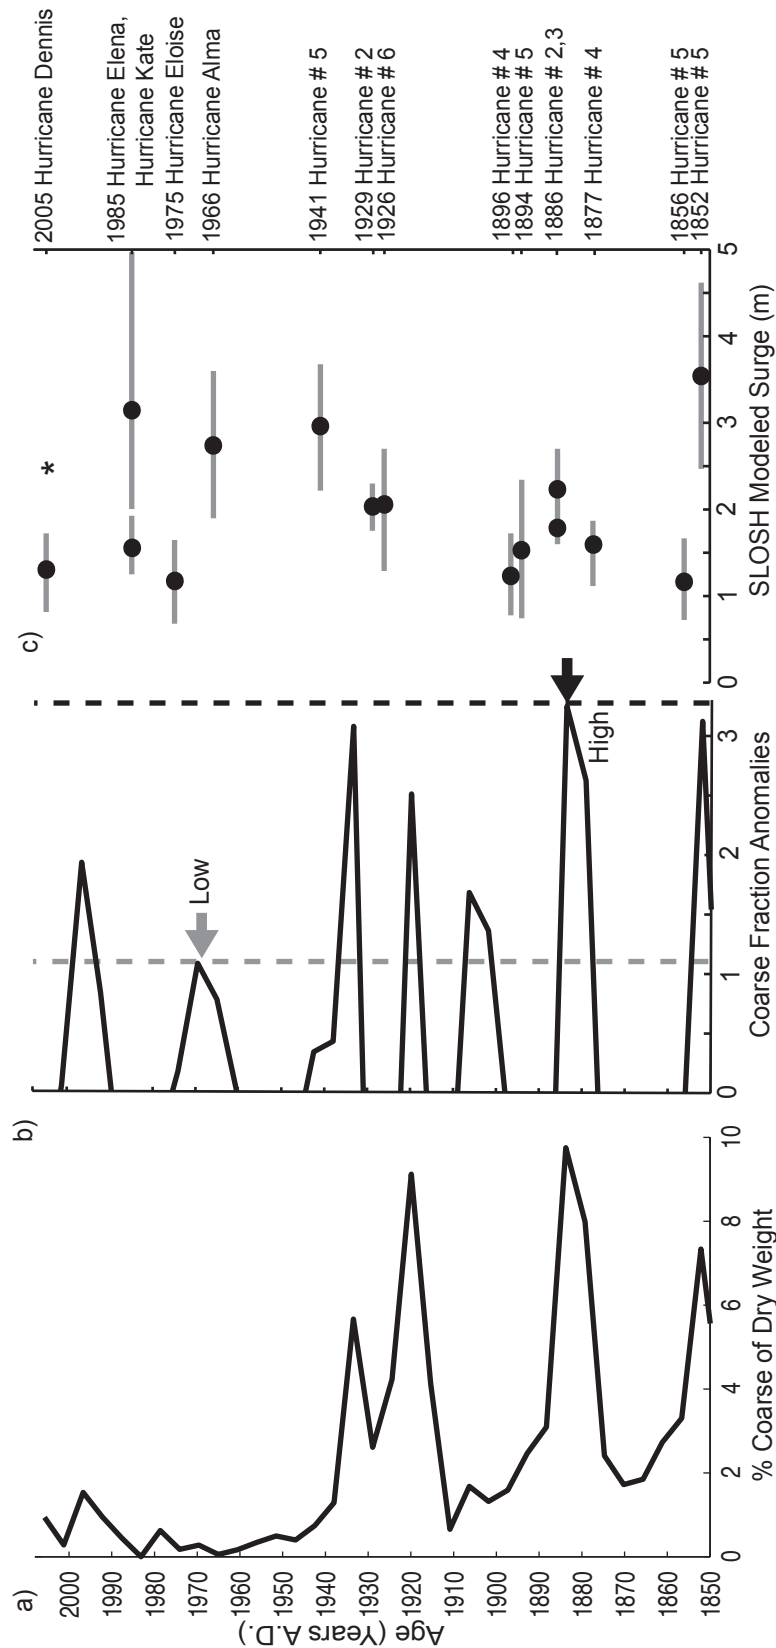 a)
Age (Years A.D.)
2000
1990
1980
1970
1960
1950
1940
1930
1920
1910
1900
1890
1880
1870
1860
1850
0
2
4
6
8
10
% Coarse of Dry Weight
b)
Low
High
0
1
2
3
Coarse Fraction Anomalies
c)
*
0
1
2
3
4
5
SLOSH Modeled Surge (m)
2005 Hurricane Dennis
1985 Hurricane Elena,
Hurricane Kate
1975 Hurricane Eloise
1966 Hurricane Alma
1941 Hurricane # 5
1929 Hurricane # 2
1926 Hurricane # 6
1896 Hurricane # 4
1894 Hurricane # 5
1886 Hurricane # 2,3
1877 Hurricane # 4
1856 Hurricane # 5
1852 Hurricane # 5